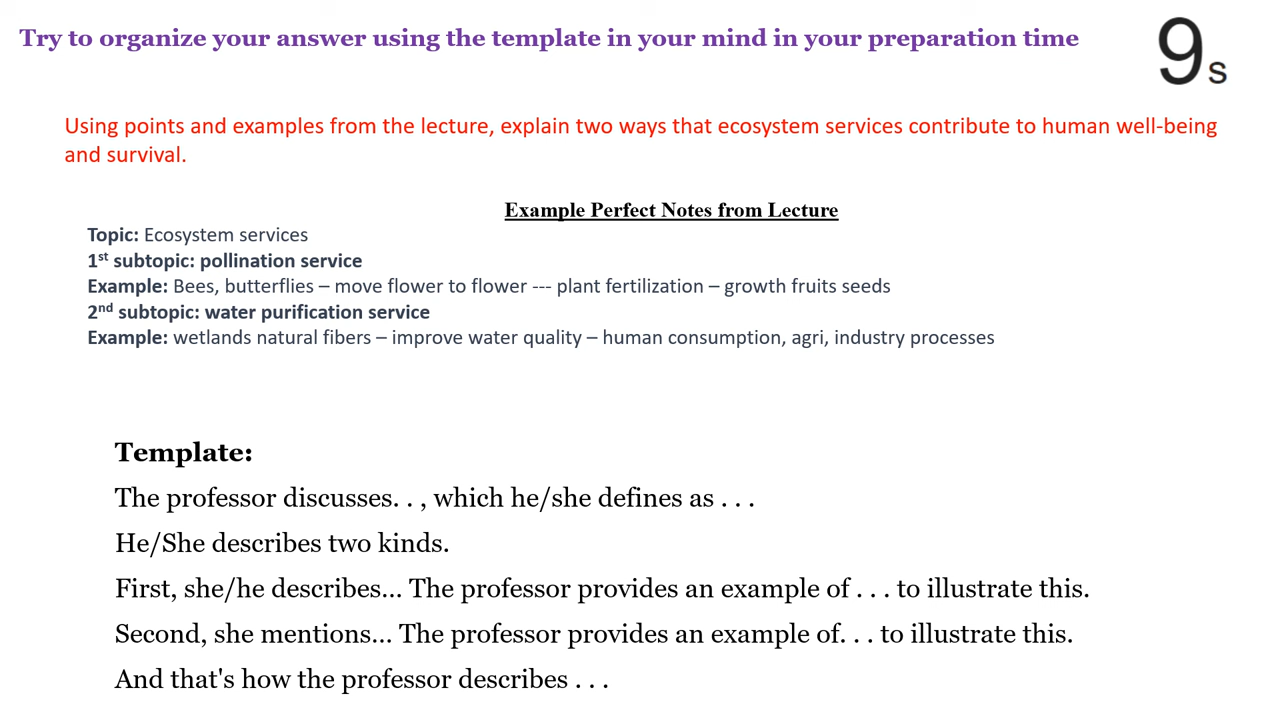 Try to organize your answer using the template in your mind in your preparation time
9s
Using points and examples from the lecture, explain two ways that ecosystem services contribute to human well-being
and survival.
Example Perfect Notes from Lecture
Topic: Ecosystem services
1st subtopic: pollination service
Example: Bees, butterflies – move flower to flower --- plant fertilization – growth fruits seeds
2nd subtopic: water purification service
Example: wetlands natural fibers – improve water quality – human consumption, agri, industry processes
Template:
The professor discusses. . , which he/she defines as . . .
He/She describes two kinds.
First, she/he describes... The professor provides an example of . . . to illustrate this.
Second, she mentions... The professor provides an example of. . . to illustrate this.
And that's how the professor describes . . .